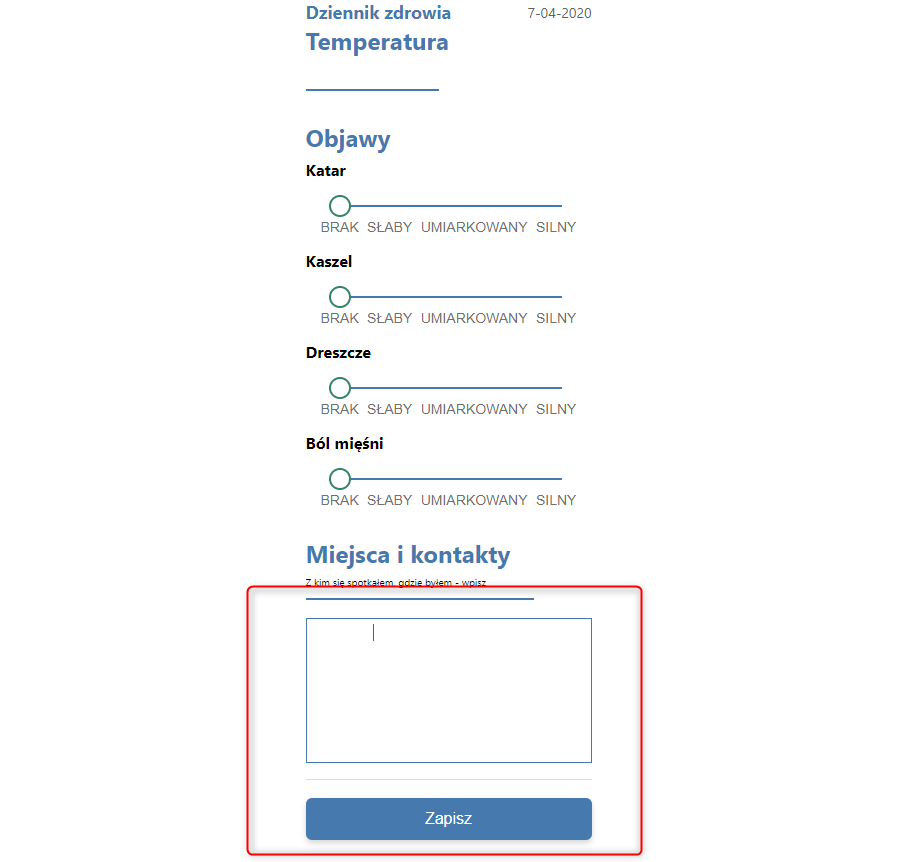 Dziennik zdrowia 7-04-2020
Temperatura
Objawy
Katar
BRAK SŁABY UMIARKOWANY SILNY
Kaszel
BRAK SŁABY UMIARKOWANY SILNY
Dreszcze
BRAK SŁABY UMIARKOWANY SILNY
Ból mięśni
BRAK SŁABY UMIARKOWANY SILNY
Miejsca i kontakty
Z kim się spotkałem, gdzie byłem - wpisz
Zapisz